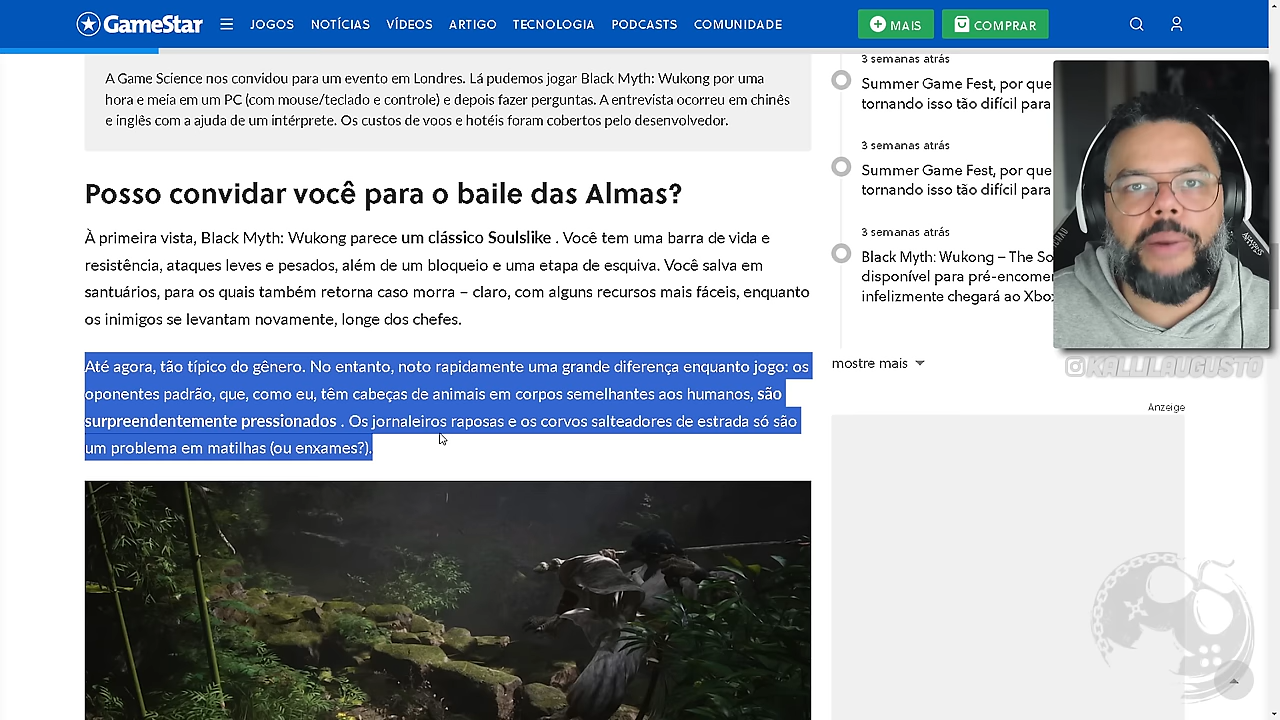 GameStar
JOGOS
NOTÍCIAS
VÍDEOS
ARTIGO
TECNOLOGIA
PODCASTS
COMUNIDADE
MAIS
COMPRAR
A Game Science nos convidou para um evento em Londres. Lá pudemos jogar Black Myth: Wukong por uma
hora e meia em um PC (com mouse/teclado e controle) e depois fazer perguntas. A entrevista ocorreu em chinês
e inglês com a ajuda de um intérprete. Os custos de voos e hotéis foram cobertos pelo desenvolvedor.
Posso convidar você para o baile das Almas?
À primeira vista, Black Myth: Wukong parece um clássico Soulslike . Você tem uma barra de vida e
resistência, ataques leves e pesados, além de um bloqueio e uma etapa de esquiva. Você salva em
santuários, para os quais também retorna caso morra – claro, com alguns recursos mais fáceis, enquanto
os inimigos se levantam novamente, longe dos chefes.
Até agora, tão típico do gênero. No entanto, noto rapidamente uma grande diferença enquanto jogo: os
oponentes padrão, que, como eu, têm cabeças de animais em corpos semelhantes aos humanos, são
surpreendentemente pressionados . Os jornaleiros raposas e os corvos salteadores de estrada só são
um problema em matilhas (ou enxames?).
3 semanas atrás
Summer Game Fest, por que
tornando isso tão difícil para
3 semanas atrás
Summer Game Fest, por que
tornando isso tão difícil para
3 semanas atrás
Black Myth: Wukong – The So
disponível para pré-encomen
infelizmente chegará ao Xbox
mostre mais
KALLILAUGUSTO
Anzeige